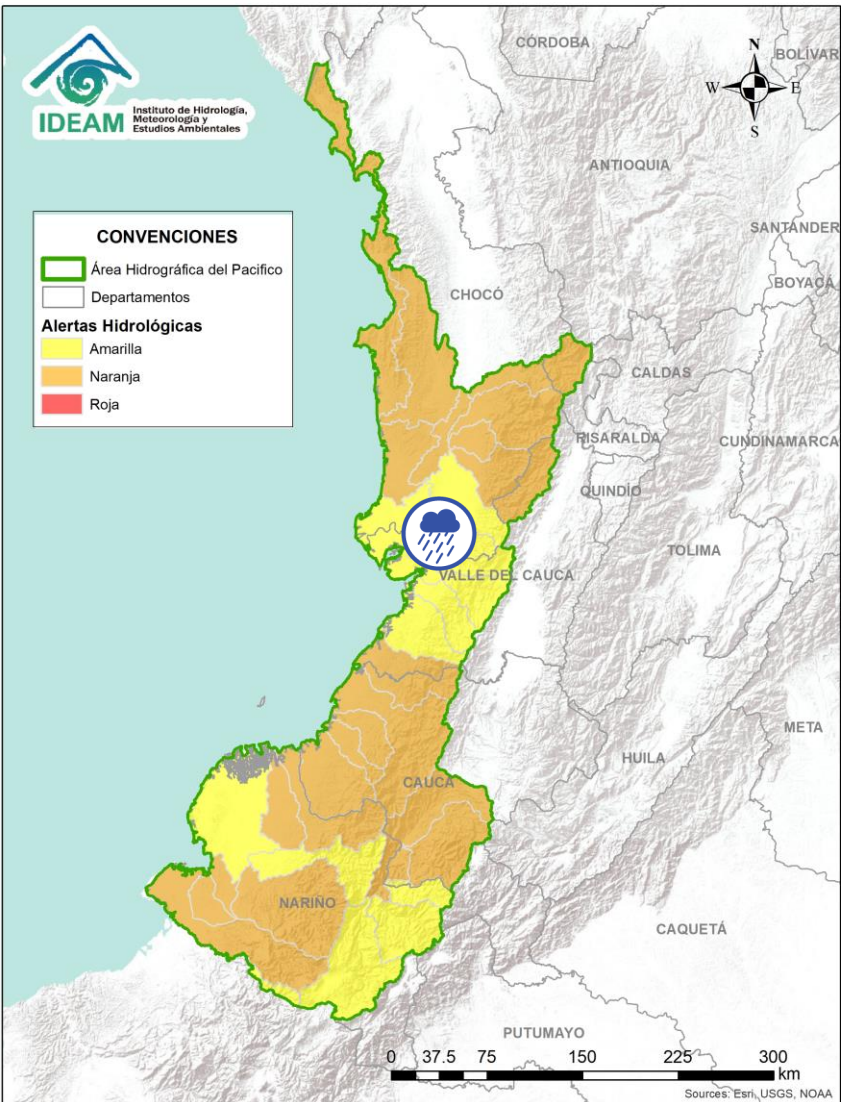 IDEAM
Instituto de Hidrología,
Meteorología y
Estudios Ambientales
CÓRDOBA
BOLÍVAR
N
W
E
S
ANTIOQUIA
SANTANDER
BOYACÁ
CONVENCIONES
Área Hidrográfica del Pacifico
Departamentos
Alertas Hidrológicas
Amarilla
Naranja
Roja
CHOCÓ
CALDAS
RISARALDA
CUNDINAMARCA
QUINDÍO
TOLIMA
VALLE DEL CAUCA
META
HUILA
CAUCA
NARIÑO
CAQUETÁ
PUTUMAYO
0 37.5 75 150 225 300
km
Sources: Esri, USGS, NOAA